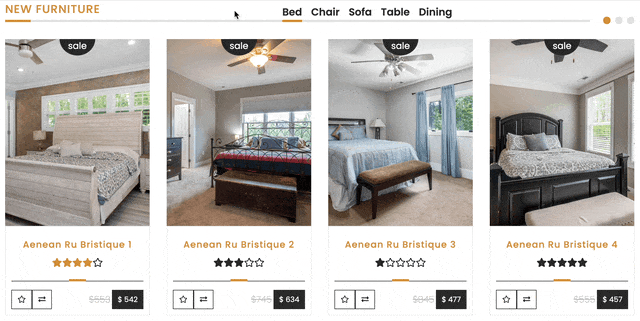 NEW FURNITURE
Bed Chair Sofa Table Dining
sale
sale
sale
sale
Aenean Ru Bristique 1
Aenean Ru Bristique 2
Aenean Ru Bristique 3
Aenean Ru Bristique 4
$553 $ 542
$745 $ 634
$845 $ 477
$555 $ 457